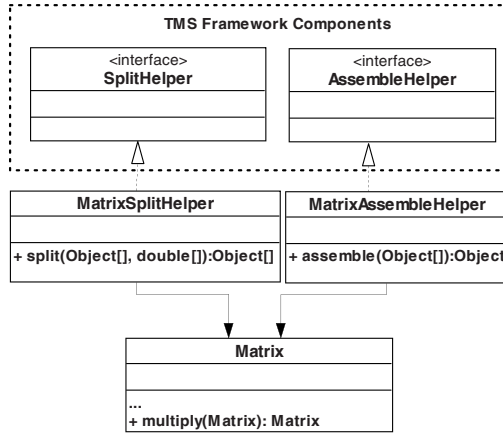 TMS Framework Components
<interface>
SplitHelper
<interface>
AssembleHelper
MatrixSplitHelper
+ split(Object[], double[]):Object[]
MatrixAssembleHelper
+ assemble(Object[]):Object
Matrix
...
+ multiply(Matrix): Matrix